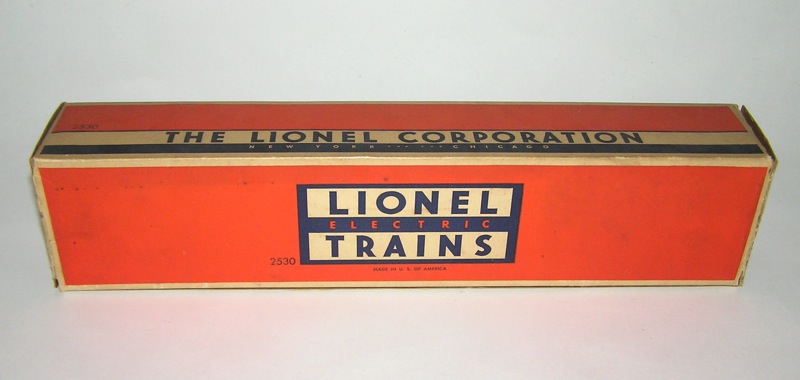 2530
THE LIONEL CORPORATION
NEW YORK CHICAGO
LIONEL
ELECTRIC
TRAINS
2530
MADE IN U. S. OF AMERICA